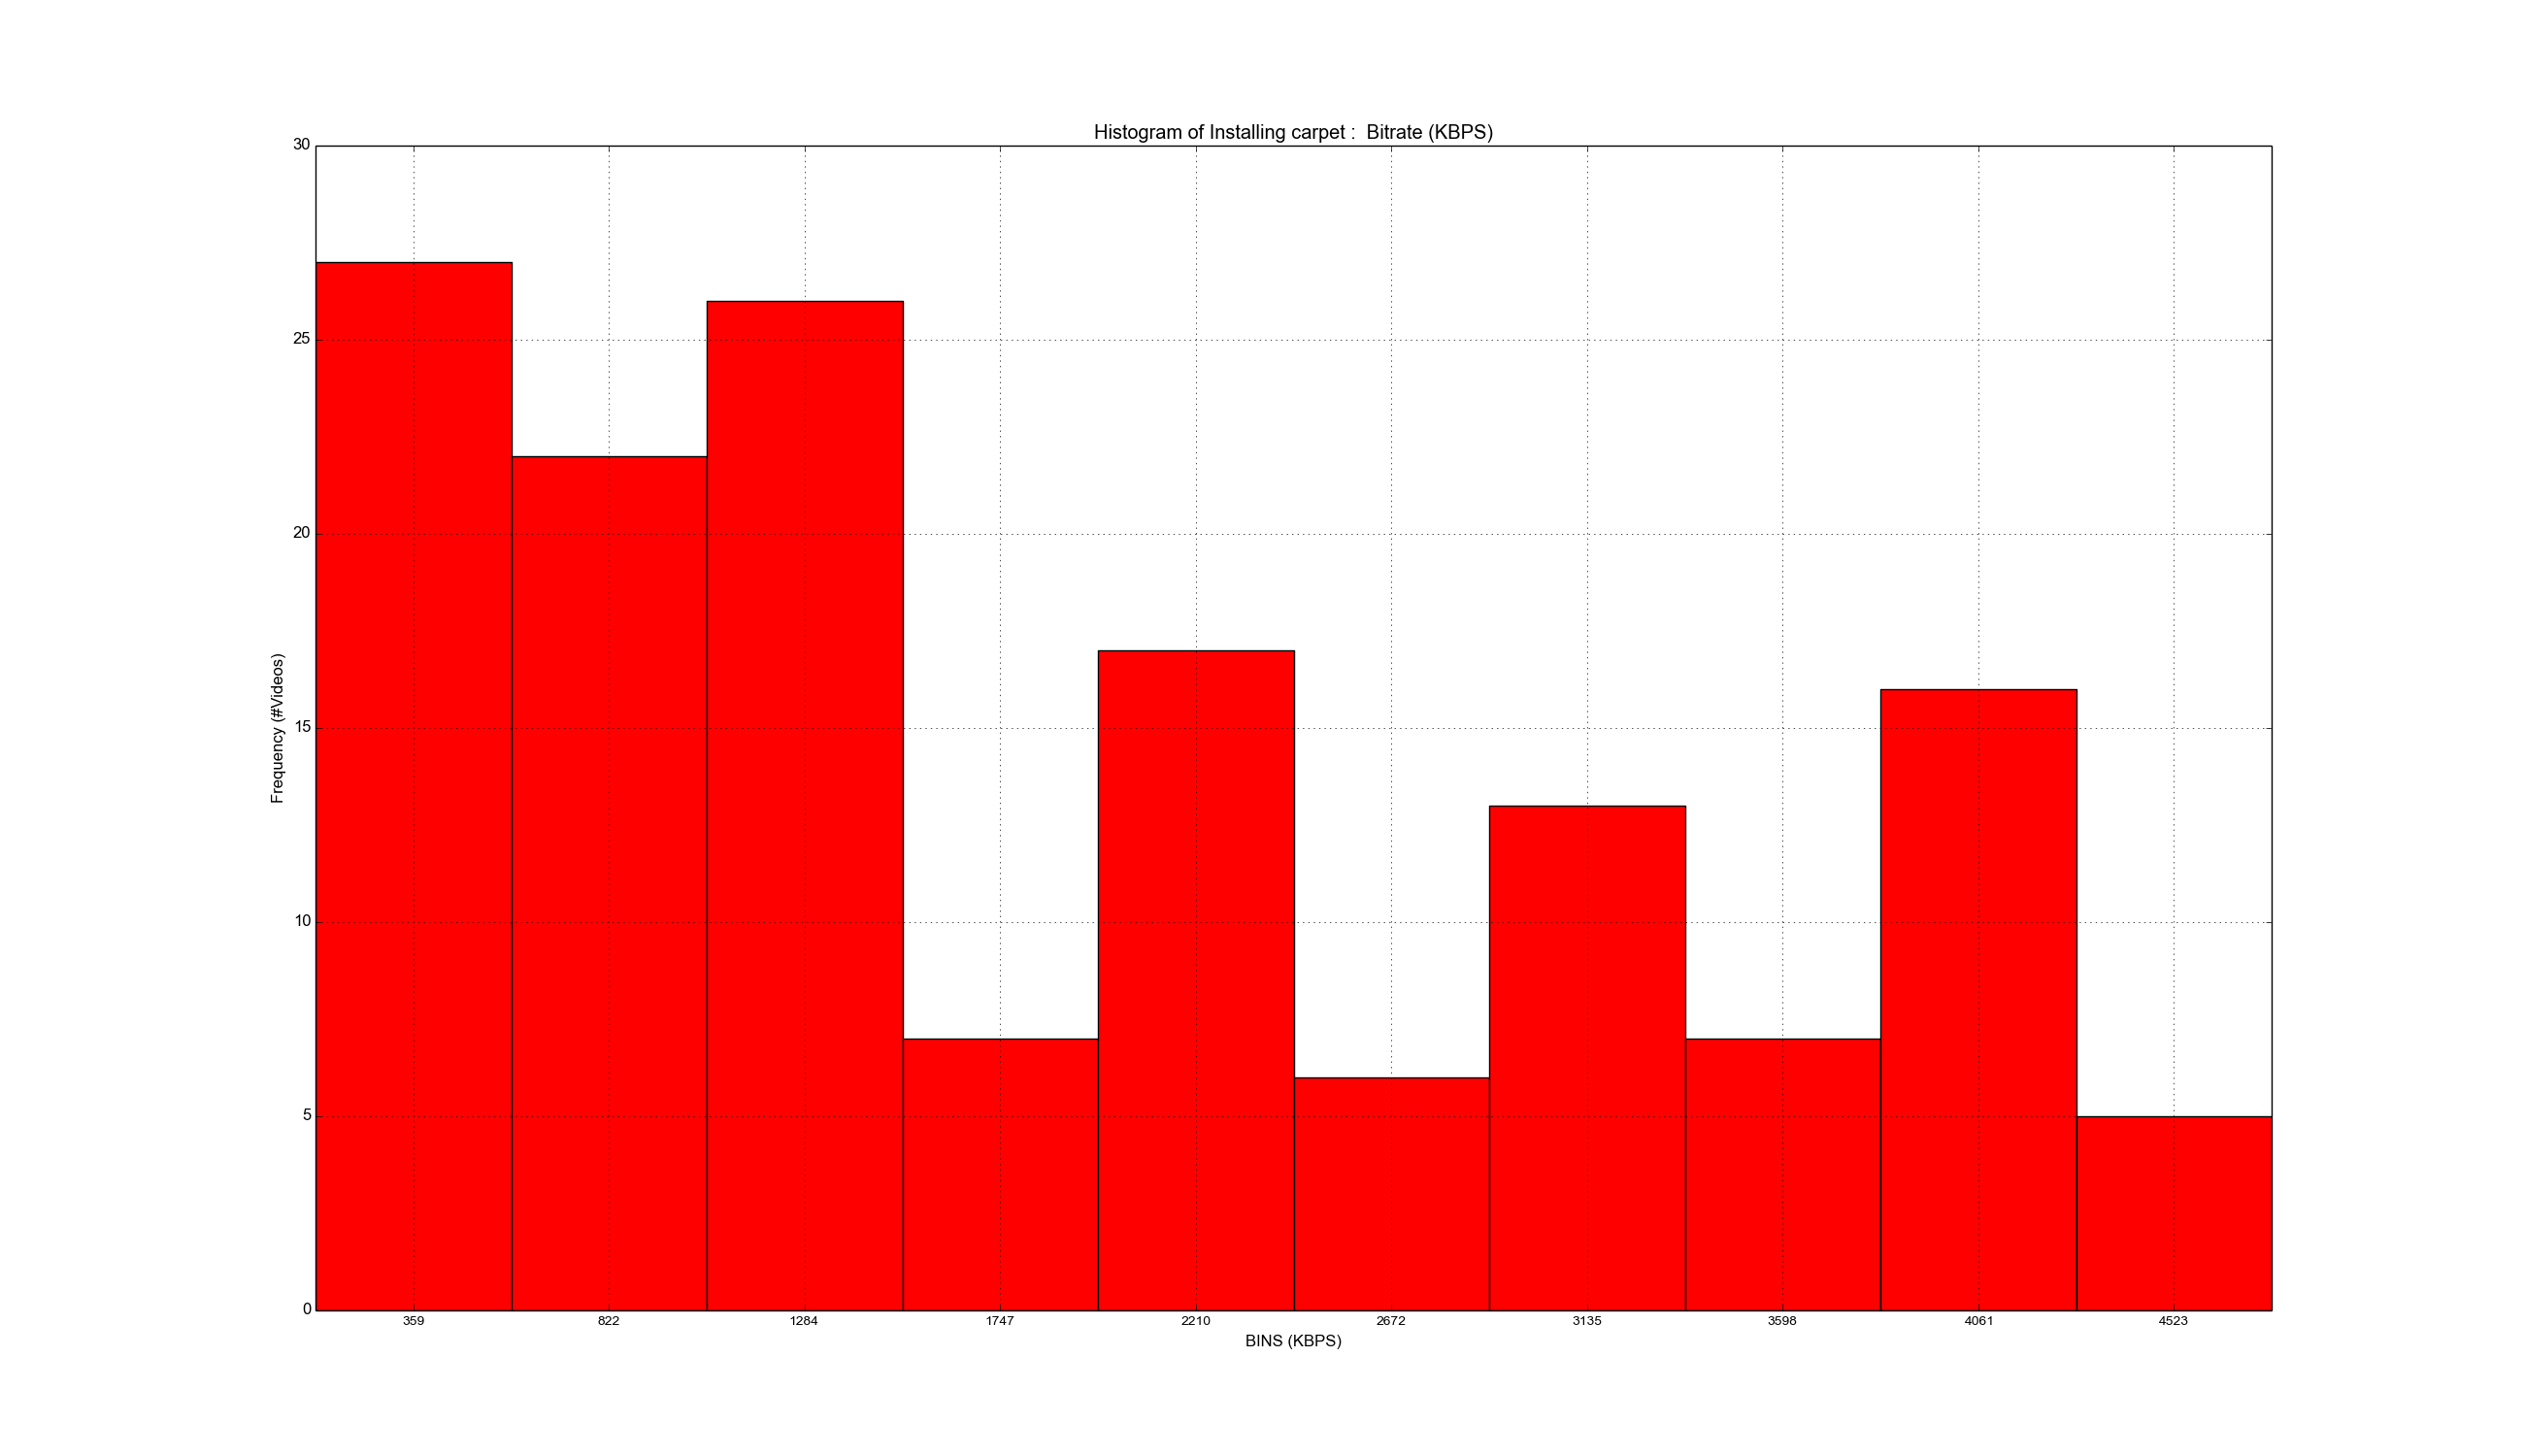 Histogram of Installing carpet :  Bitrate (KBPS)
30
25
20
15
10
5
0
Frequency (#Videos)
359 822 1284 1747 2210 2672 3135 3598 4061 4523
BINS (KBPS)